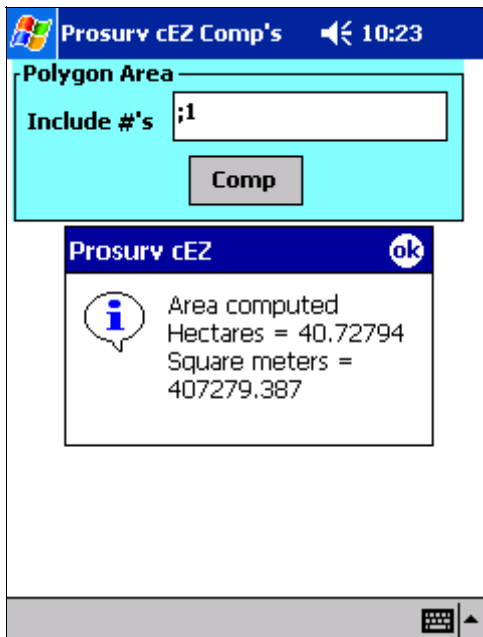 Prosurv cEZ Comp's 10:23
Polygon Area
Include #'s ;1
Comp
Prosurv cEZ ok
Area computed
Hectares = 40.72794
Square meters =
407279.387